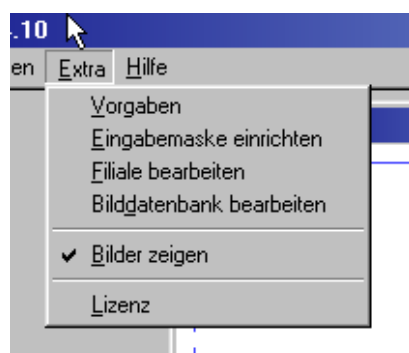 .10
en Extra Hilfe
Vorgaben
Eingabemaske einrichten
Filiale bearbeiten
Bilddatenbank bearbeiten
Bilder zeigen
Lizenz